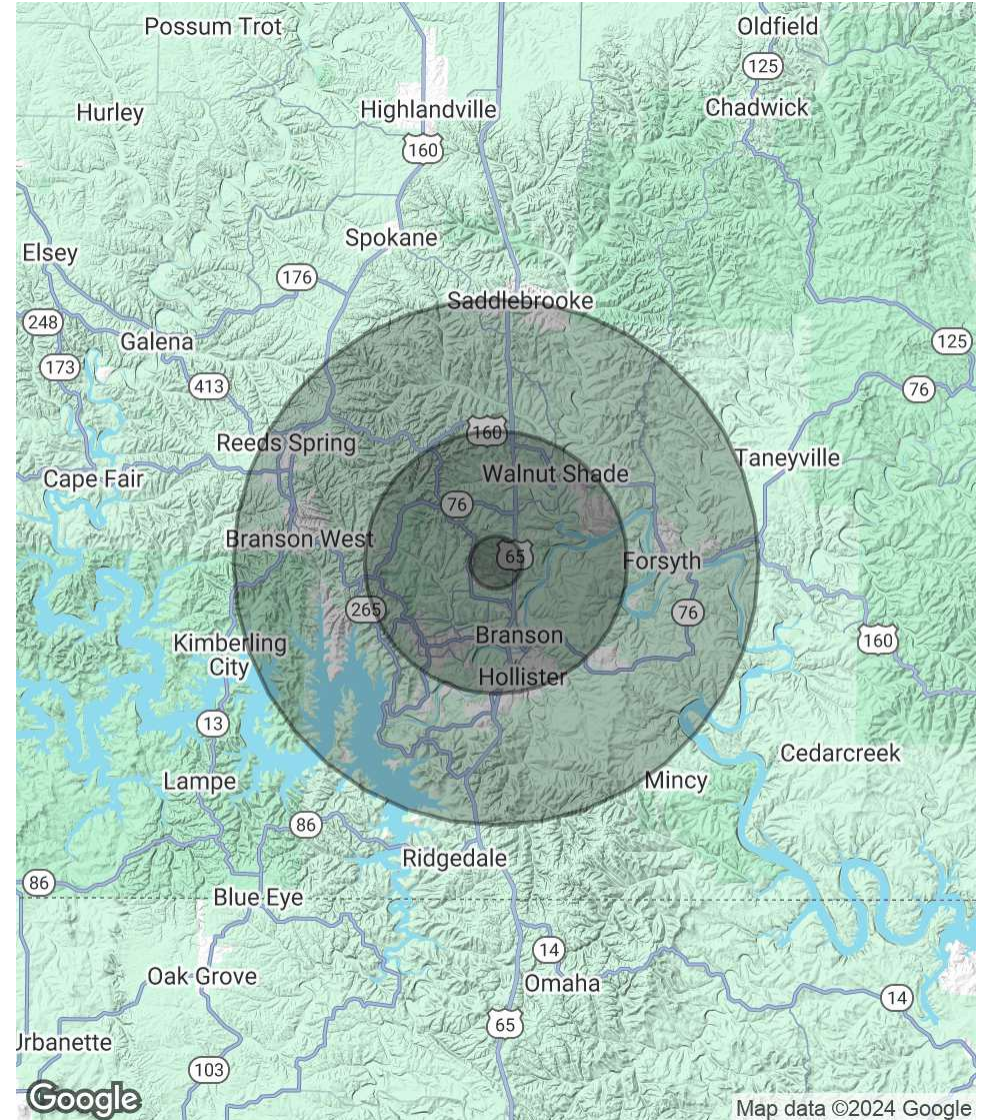 Possum Trot
Oldfield
125
Hurley
Highlandville
Chadwick
160
Spokane
Elsey
176
Saddlebrooke
248
Galena
125
173
413
76
160
Reeds Spring
Walnut Shade
Taneyville
Cape Fair
76
Branson West
65
Forsyth
265
76
Branson
160
Kimberling
City
Hollister
13
Cedarcreek
Lampe
Mincy
86
Ridgedale
86
Blue Eye
14
Oak Grove
Omaha
14
65
Urbanette
103
Google
Map data ©2024 Google